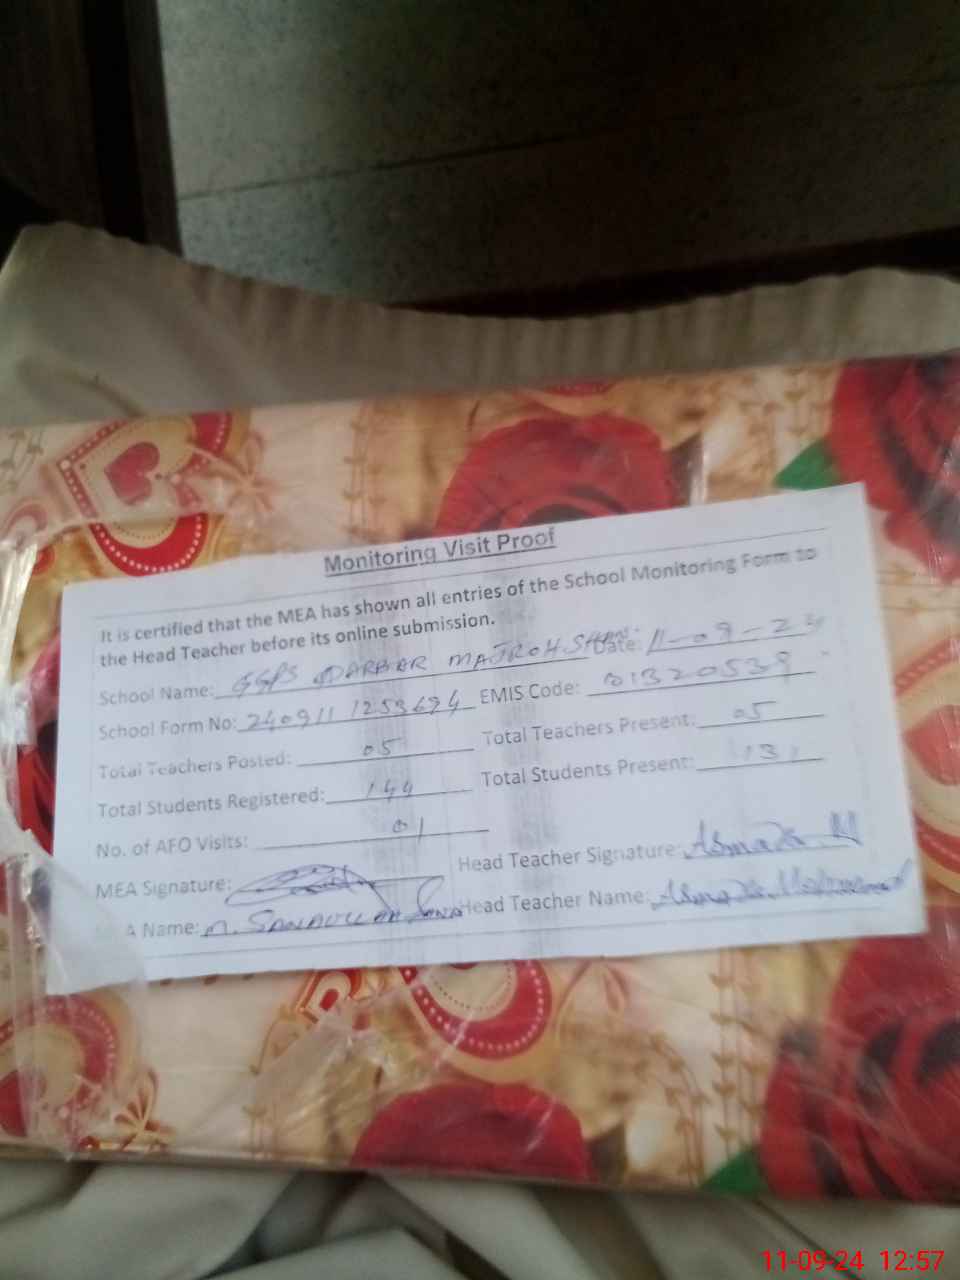 Monitoring Visit Proof
It is certified that the MEA has shown all entries of the School Monitoring Form to
the Head Teacher before its online submission.
School Name: GGPS DARBAR MAJROH SHAH Date: 11-09-24
School Form No: 240911 1253694 EMIS Code: 01320539
Total Teachers Posted: 05 Total Teachers Present: 05
Total Students Registered: 144 Total Students Present: 131
No. of AFO Visits: 01
MEA Signature: Head Teacher Signature: Asmada M
A Name: M. SANAULLAH Head Teacher Name:
11-09-24 12:57